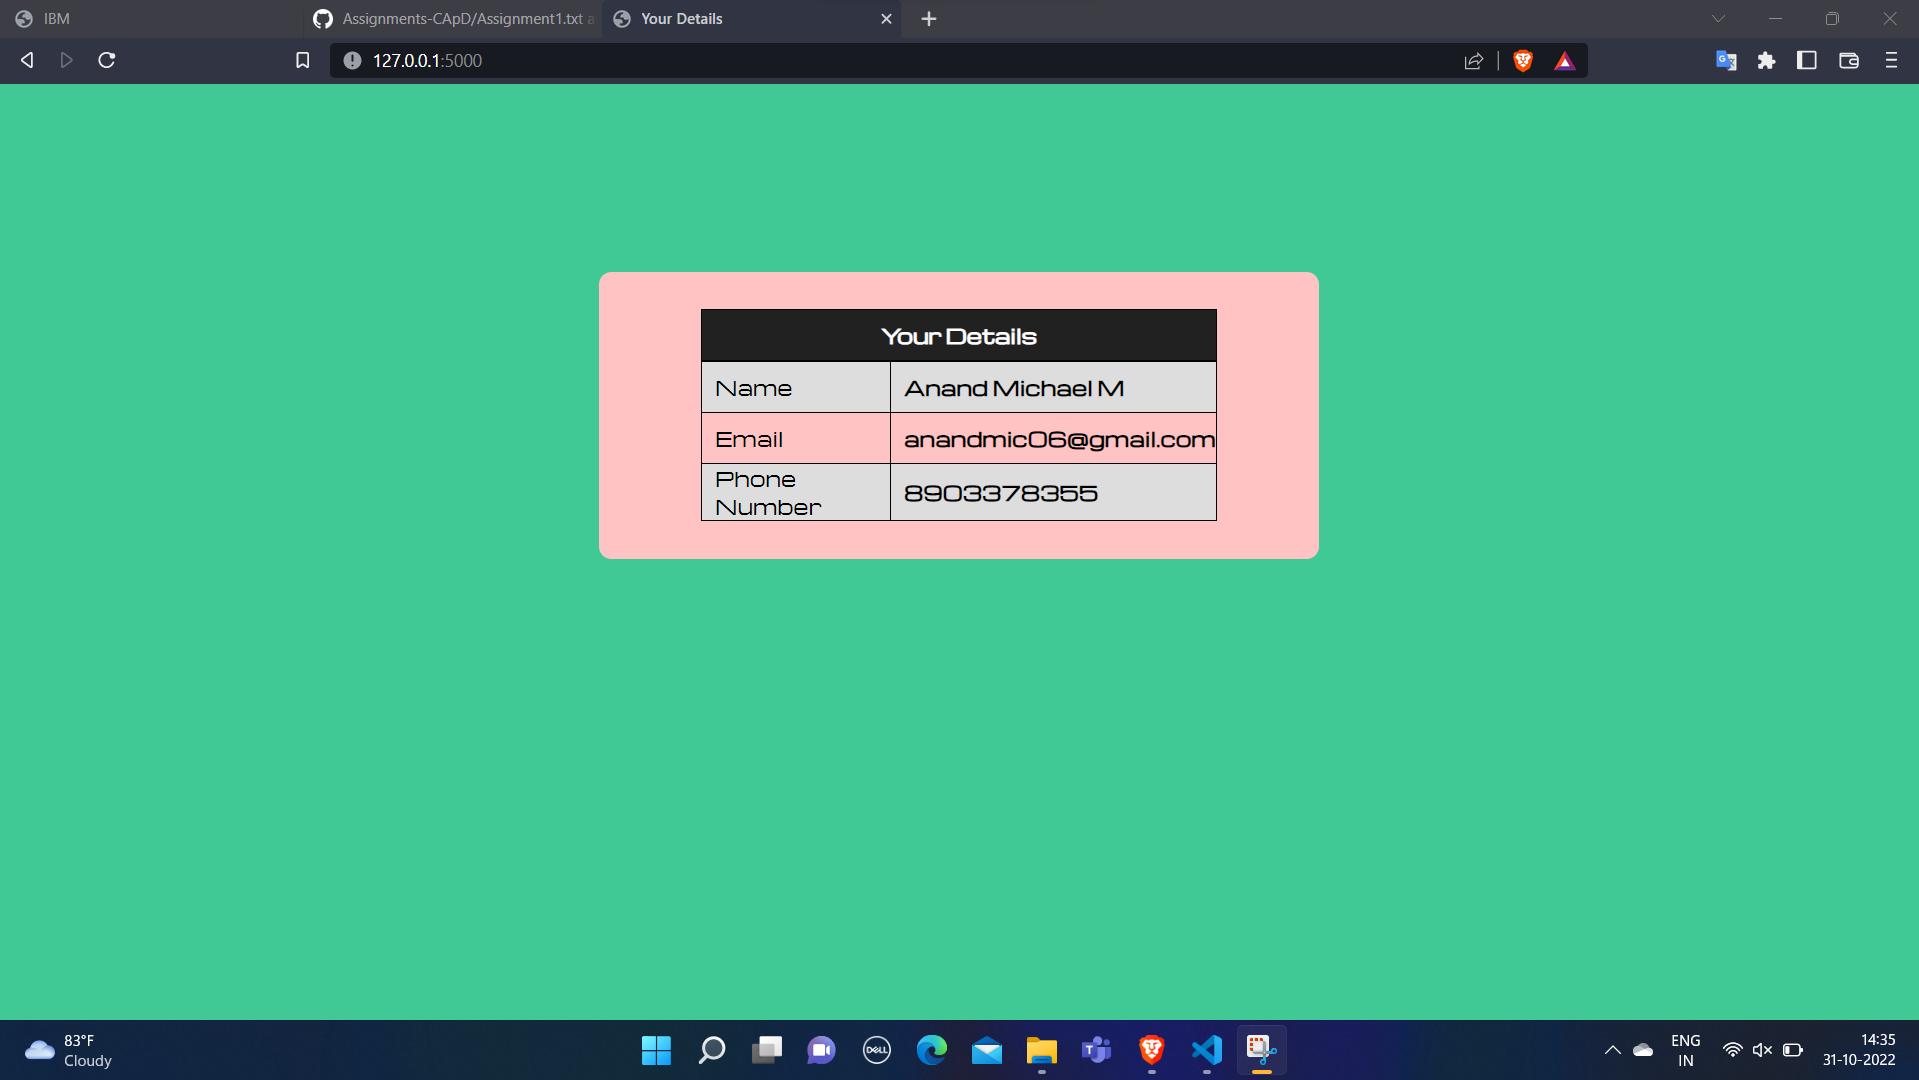 IBM
Assignments-CApD/Assignment1.txt a
Your Details
127.0.0.1:5000
Your Details
Name Anand Michael M
Email anandmic06@gmail.com
Phone
Number 8903378355
83°F
Cloudy
DELL
ENG
IN
14:35
31-10-2022